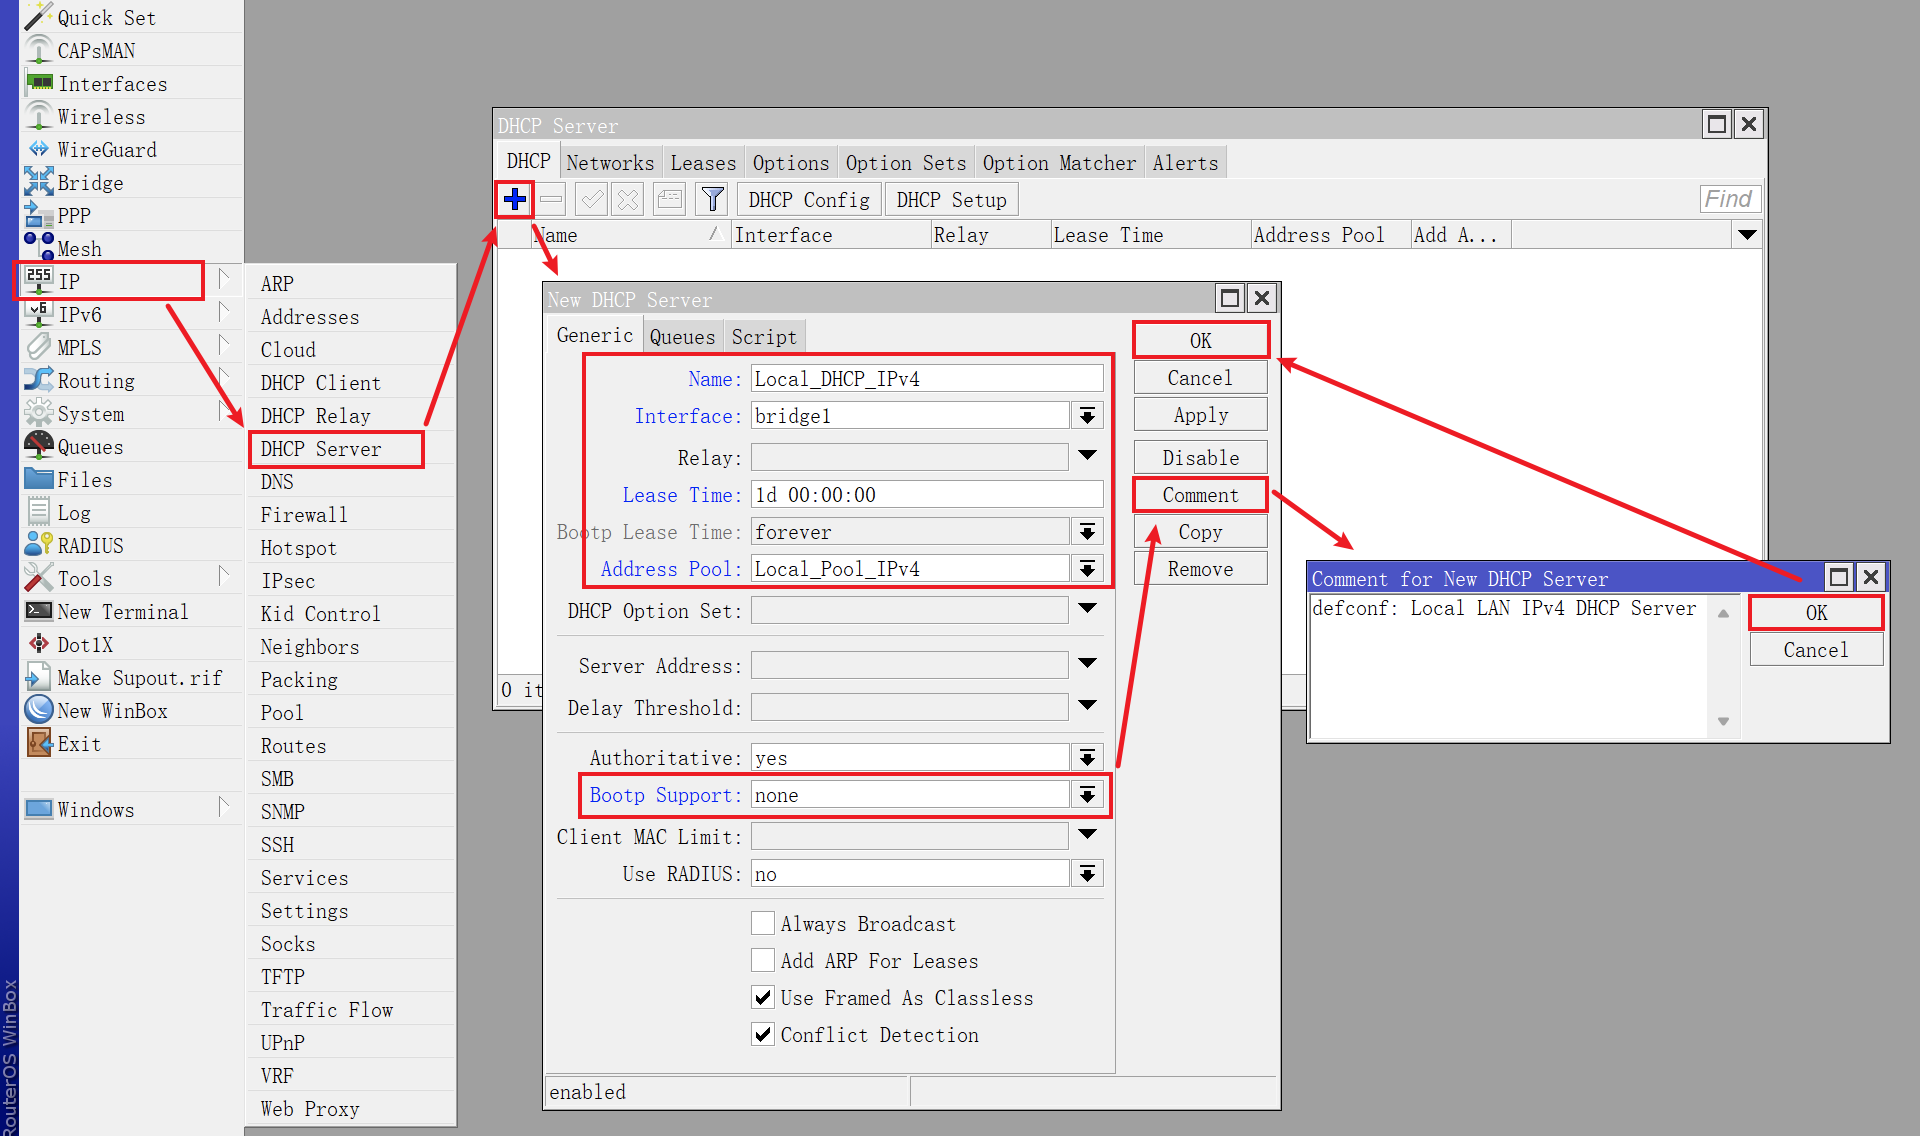 Quick Set
CAPsMAN
Interfaces
Wireless
WireGuard
Bridge
PPP
Mesh
255
IP
v6
IPv6
MPLS
Routing
System
Queues
Files
Log
RADIUS
Tools
New Terminal
Dot1X
Make Supout.rif
New WinBox
Exit
Windows
RouterOS WinBox
ARP
Addresses
Cloud
DHCP Client
DHCP Relay
DHCP Server
DNS
Firewall
Hotspot
IPsec
Kid Control
Neighbors
Packing
Pool
Routes
SMB
SNMP
SSH
Services
Settings
Socks
TFTP
Traffic Flow
UPnP
VRF
Web Proxy
DHCP Server
DHCP Networks Leases Options Option Sets Option Matcher Alerts
DHCP Config DHCP Setup Find
Name Interface Relay Lease Time Address Pool Add A...
0 it
New DHCP Server
Generic Queues Script
Name: Local_DHCP_IPv4
Interface: bridge1
Relay:
Lease Time: 1d 00:00:00
Bootp Lease Time: forever
Address Pool: Local_Pool_IPv4
DHCP Option Set:
Server Address:
Delay Threshold:
Authoritative: yes
Bootp Support: none
Client MAC Limit:
Use RADIUS: no
Always Broadcast
Add ARP For Leases
Use Framed As Classless
Conflict Detection
enabled
OK
Cancel
Apply
Disable
Comment
Copy
Remove
Comment for New DHCP Server
defconf: Local LAN IPv4 DHCP Server
OK
Cancel